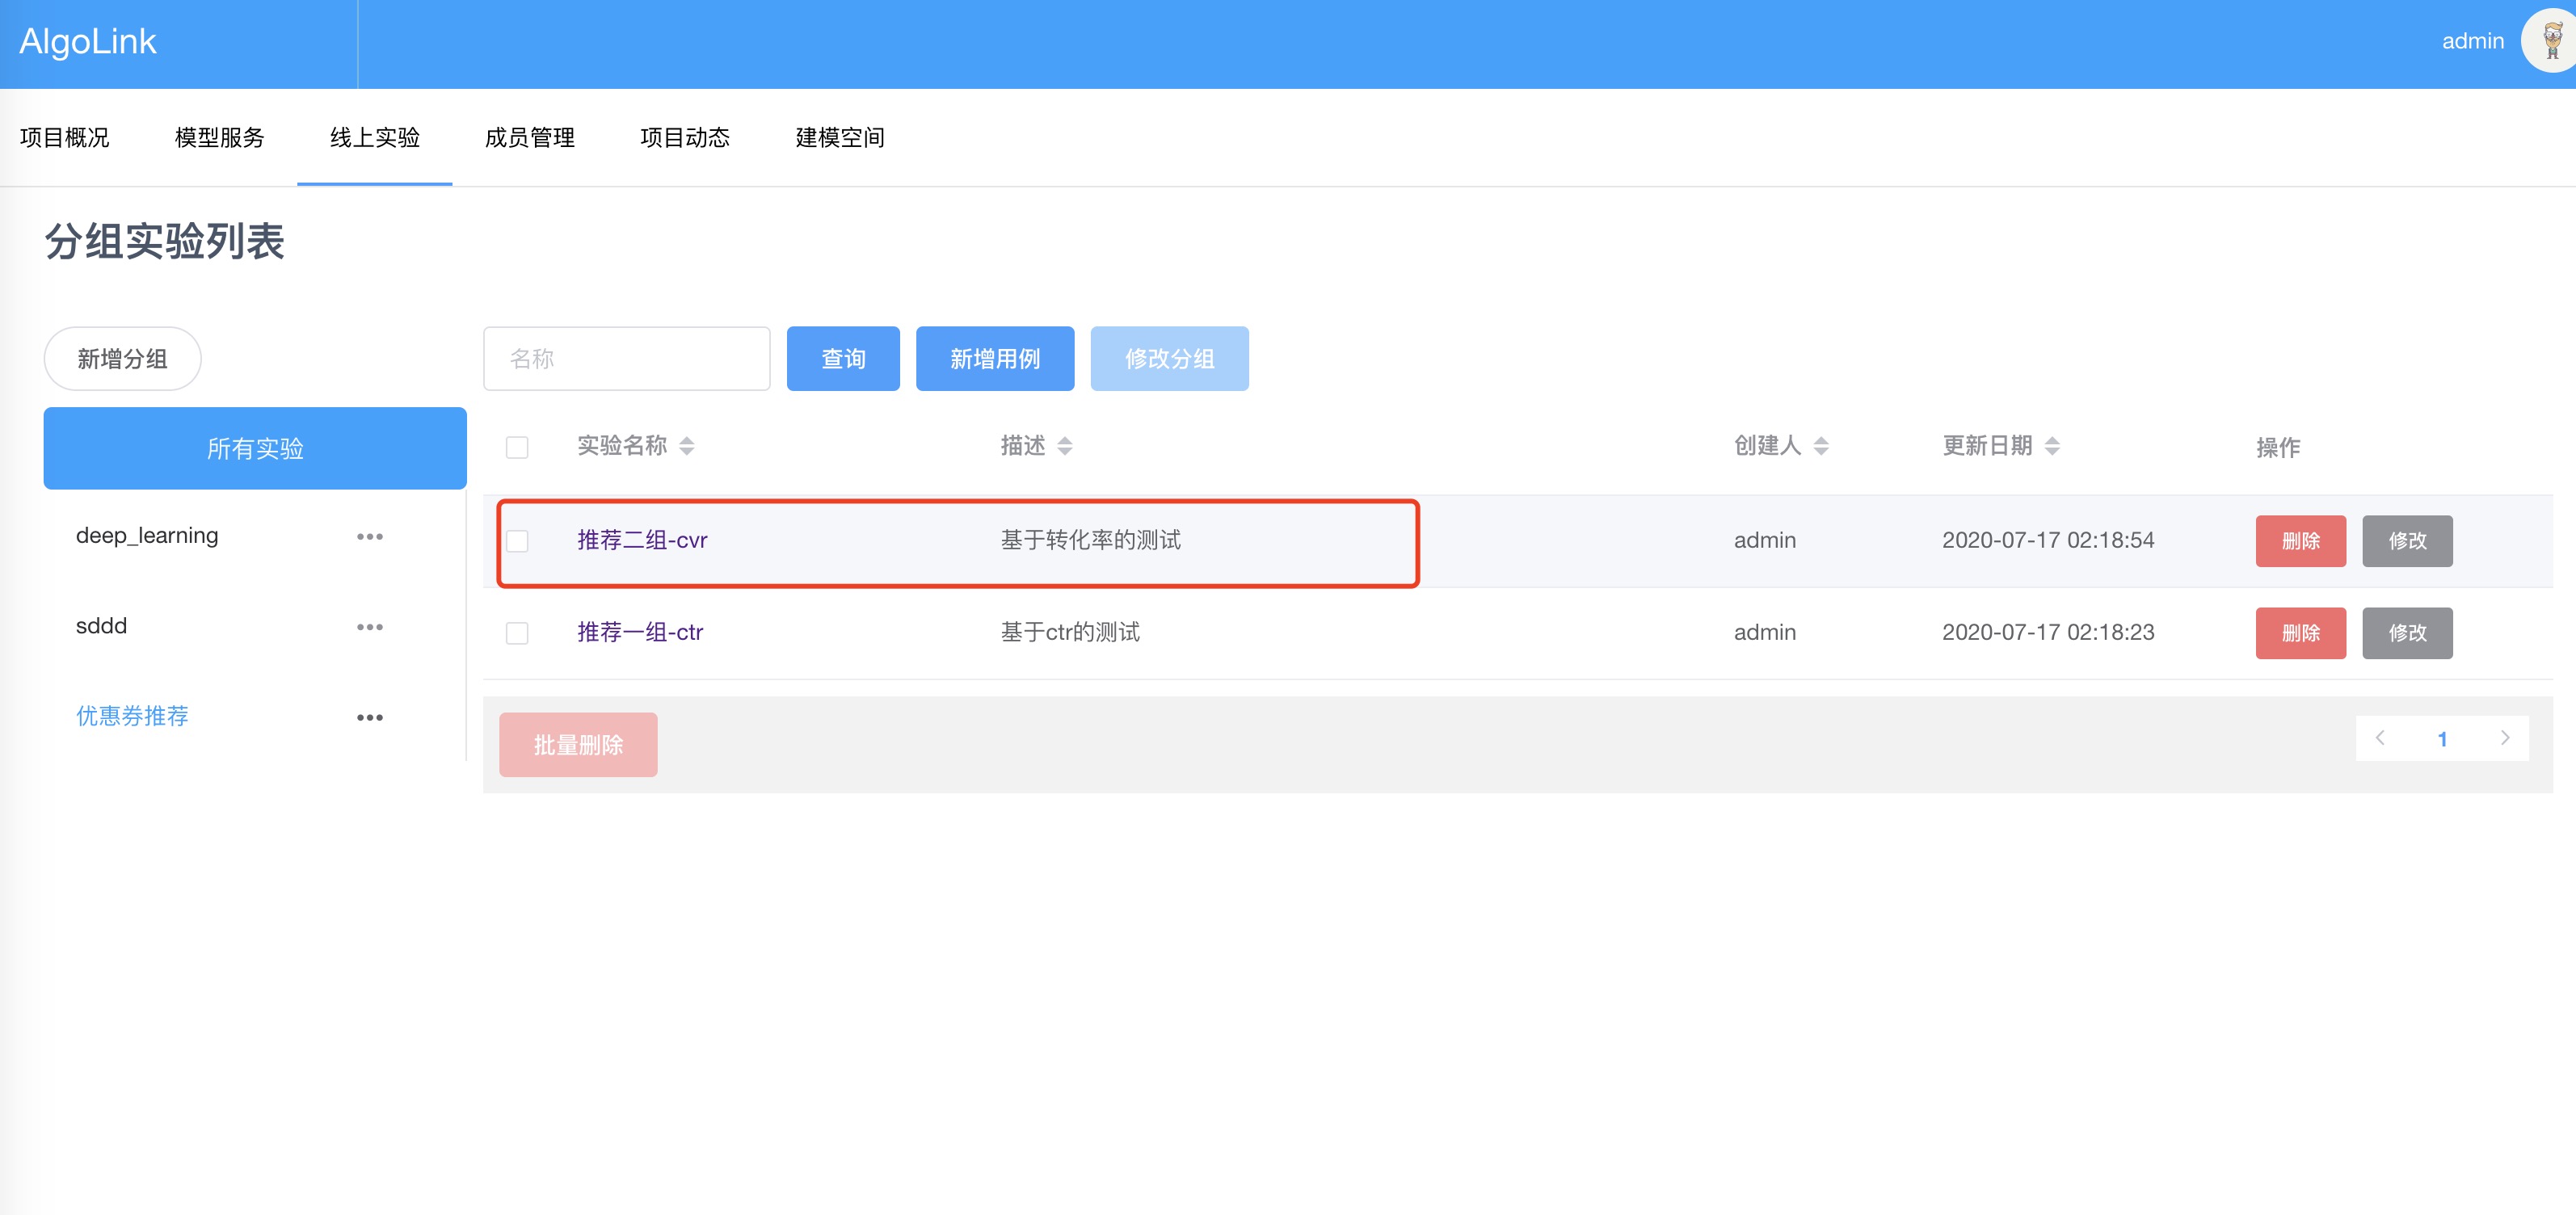 AlgoLink
admin
项目概况 模型服务 线上实验 成员管理 项目动态 建模空间
分组实验列表
新增分组 名称 查询 新增用例 修改分组
所有实验 实验名称 描述 创建人 更新日期 操作
deep_learning ••• 推荐二组-cvr 基于转化率的测试 admin 2020-07-17 02:18:54 删除 修改
sddd ••• 推荐一组-ctr 基于ctr的测试 admin 2020-07-17 02:18:23 删除 修改
优惠券推荐 •••
批量删除 < 1 >